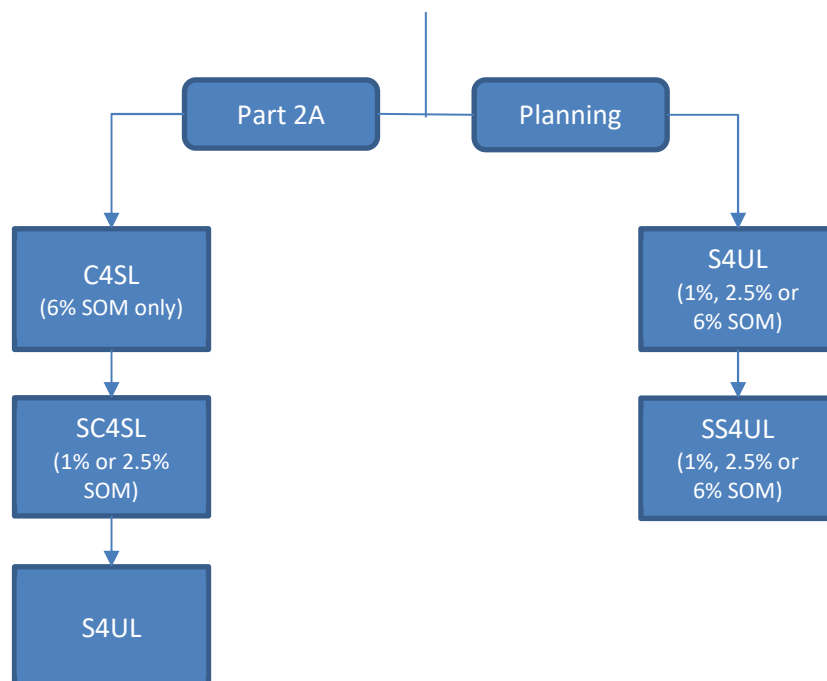 Part 2A
Planning
C4SL
(6% SOM only)
S4UL
(1%, 2.5% or
6% SOM)
SC4SL
(1% or 2.5%
SOM)
SS4UL
(1%, 2.5% or
6% SOM)
S4UL